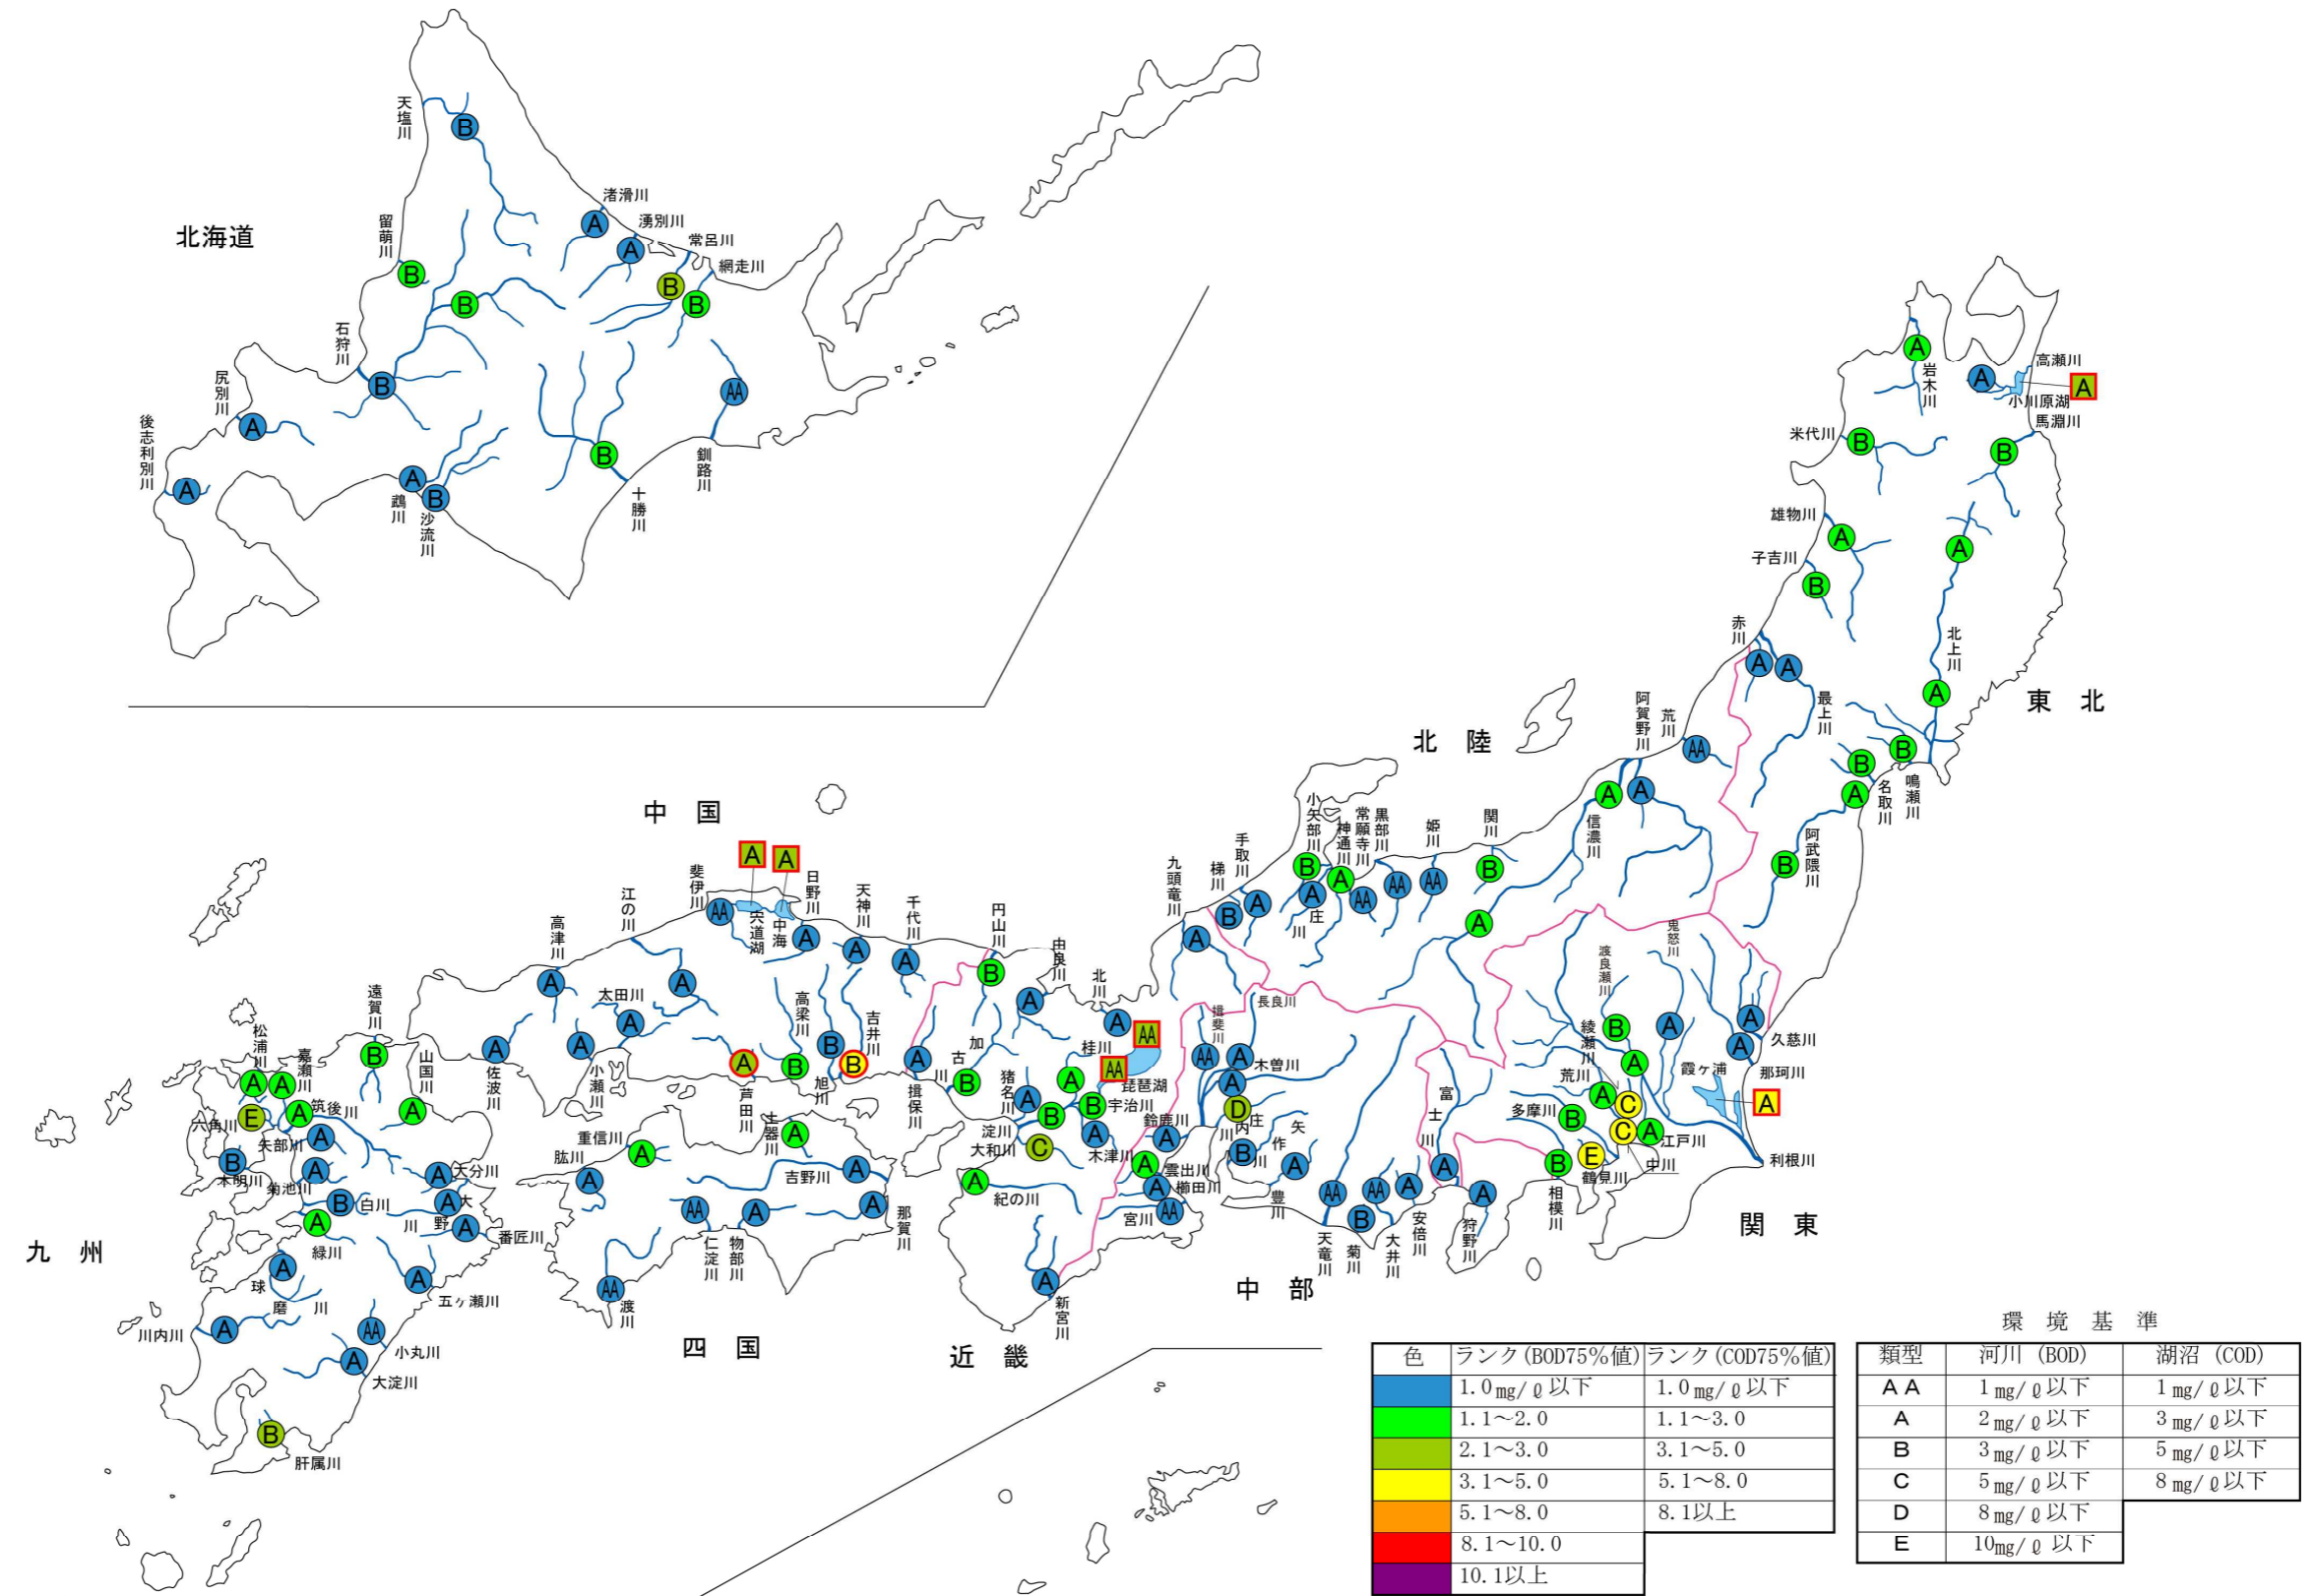 北海道
天塩川
B
渚滑川
A
湧別川
A
常呂川
B
網走川
B
留萌川
B
B
石狩川
B
尻別川
A
後志利別川
A
鵡川
A
沙流川
B
十勝川
B
釧路川
AA
東 北
岩木川
A
高瀬川
A
小川原湖
A
馬淵川
B
米代川
B
雄物川
A
子吉川
B
北上川
A
A
赤川
A
最上川
A
鳴瀬川
B
名取川
B
阿武隈川
A
B
北 陸
荒川
AA
阿賀野川
A
信濃川
A
A
関川
B
姫川
AA
黒部川
AA
常願寺川
AA
神通川
A
小矢部川
B
庄川
A
手取川
A
梯川
B
関 東
鬼怒川
A
渡良瀬川
B
久慈川
A
那珂川
A
霞ヶ浦
A
利根川
A
江戸川
A
綾瀬川
C
中川
C
荒川
A
多摩川
B
鶴見川
E
相模川
B
中 部
狩野川
A
富士川
A
安倍川
A
大井川
AA
菊川
B
天竜川
AA
豊川
A
矢作川
B
庄内川
D
木曽川
A
長良川
A
揖斐川
AA
鈴鹿川
A
雲出川
A
櫛田川
A
宮川
AA
近 畿
九頭竜川
A
北川
A
由良川
A
円山川
B
琵琶湖
AA
AA
桂川
A
宇治川
B
木津川
A
淀川
B
猪名川
A
大和川
C
加古川
B
揖保川
A
紀の川
A
新宮川
A
中 国
千代川
A
天神川
A
日野川
A
中海
A
宍道湖
A
斐伊川
AA
江の川
A
高津川
A
吉井川
B
旭川
B
高梁川
B
芦田川
A
太田川
A
小瀬川
A
佐波川
A
四 国
土器川
A
重信川
A
肱川
A
吉野川
A
那賀川
A
物部川
A
仁淀川
AA
渡川
AA
九 州
遠賀川
B
山国川
A
松浦川
A
嘉瀬川
A
六角川
E
筑後川
A
矢部川
A
本明川
B
菊池川
A
白川
B
緑川
A
大分川
A
大野川
A
番匠川
A
五ヶ瀬川
A
球磨川
A
川内川
A
小丸川
AA
大淀川
A
肝属川
B
色 ランク(BOD75%値) ランク(COD75%値)
1.0㎎/ℓ以下 1.0㎎/ℓ以下
1.1～2.0 1.1～3.0
2.1～3.0 3.1～5.0
3.1～5.0 5.1～8.0
5.1～8.0 8.1以上
8.1～10.0
10.1以上
環 境 基 準
類型 河川 (BOD) 湖沼 (COD)
AA 1㎎/ℓ以下 1㎎/ℓ以下
A 2㎎/ℓ以下 3㎎/ℓ以下
B 3㎎/ℓ以下 5㎎/ℓ以下
C 5㎎/ℓ以下 8㎎/ℓ以下
D 8㎎/ℓ以下
E 10㎎/ℓ以下